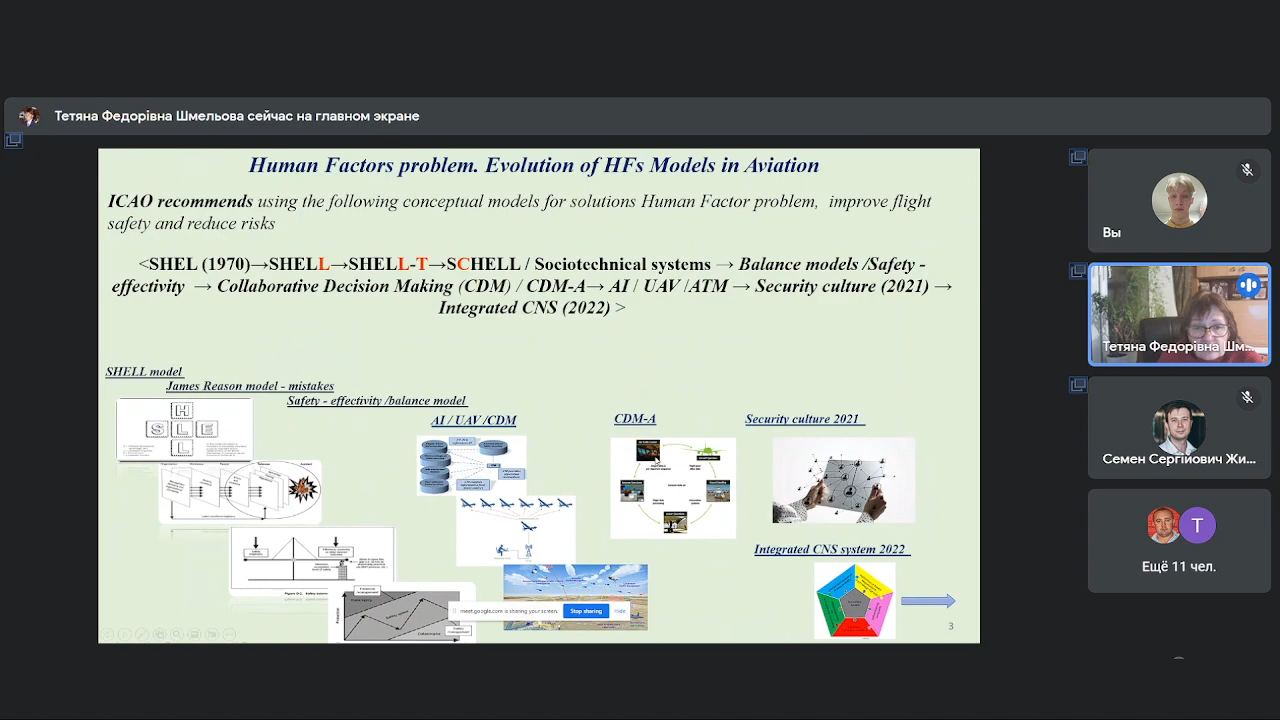 Тетяна Федорівна Шмельова сейчас на главном экране
Human Factors problem. Evolution of HFs Models in Aviation
ICAO recommends using the following conceptual models for solutions Human Factor problem, improve flight
safety and reduce risks
<SHEL (1970)→SHELL→SHELL-T→SCHELL / Sociotechnical systems → Balance models /Safety -
effectivity → Collaborative Decision Making (CDM) / CDM-A→ AI / UAV /ATM → Security culture (2021) →
Integrated CNS (2022) >
SHELL model
James Reason model - mistakes
Safety - effectivity /balance model
AI / UAV /CDM
CDM-A
Security culture 2021
H
S L E
L
Integrated CNS system 2022
meet.google.com is sharing your screen.
Stop sharing
Hide
3
Вы
Тетяна Федорівна Шм...
Семен Сергійович Жи...
T
Ещё 11 чел.